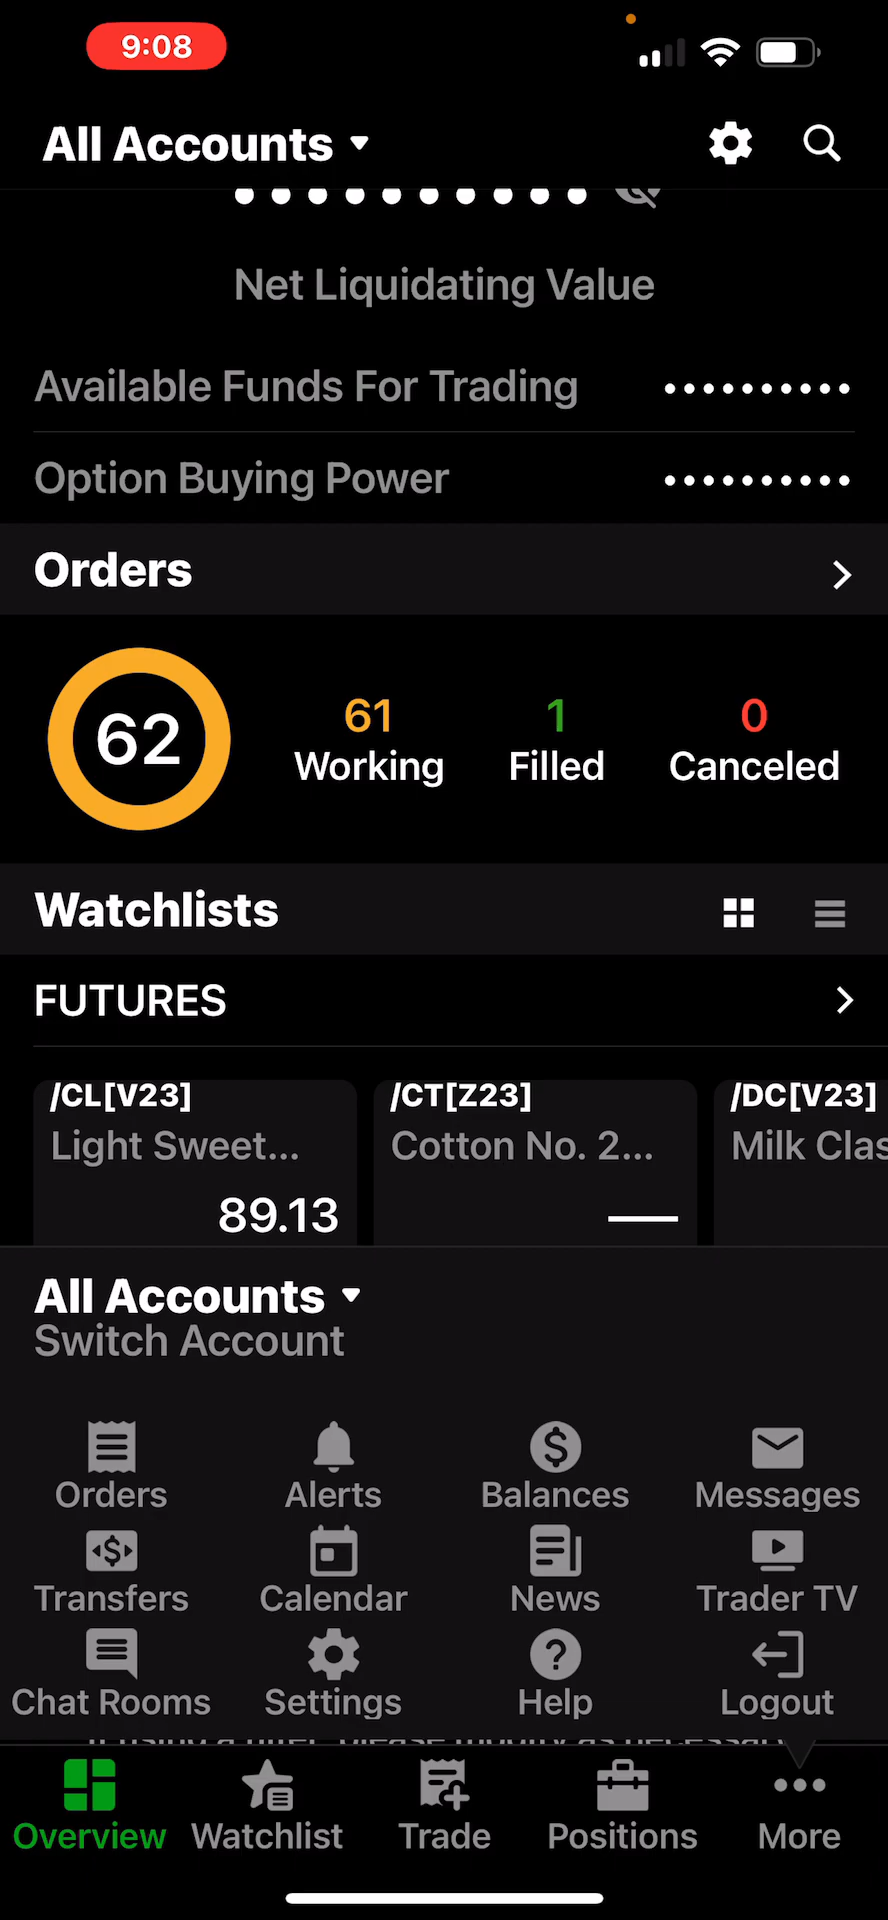 9:08
All Accounts
Net Liquidating Value
Available Funds For Trading
Option Buying Power
Orders
62
61 1 0
Working Filled Canceled
Watchlists
FUTURES
/CL[V23] /CT[Z23] /DC[V23]
Light Sweet... Cotton No. 2... Milk Clas
89.13
All Accounts
Switch Account
Orders Alerts Balances Messages
Transfers Calendar News Trader TV
Chat Rooms Settings Help Logout
Overview Watchlist Trade Positions More